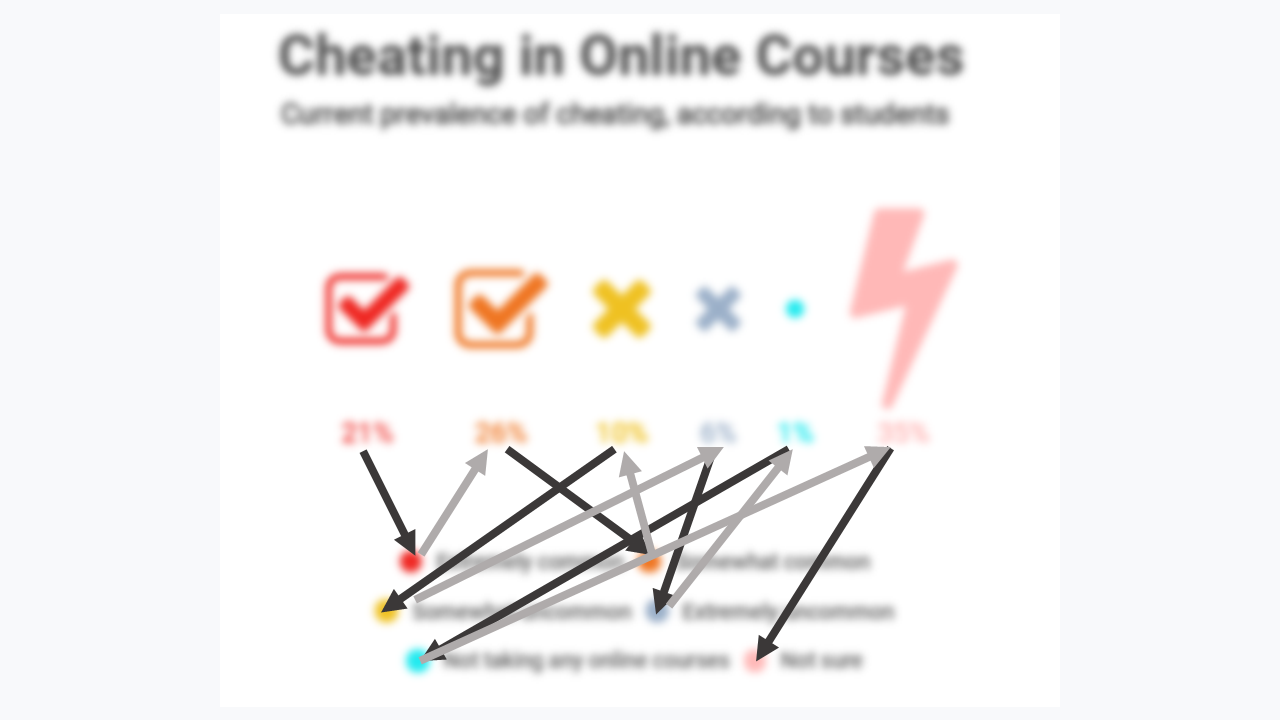 Cheating in Online Courses
Current prevalence of cheating, according to students
21% 26% 10% 6% 1% 35%
Extremely common Somewhat common
Somewhat uncommon Extremely uncommon
Not taking any online courses Not sure